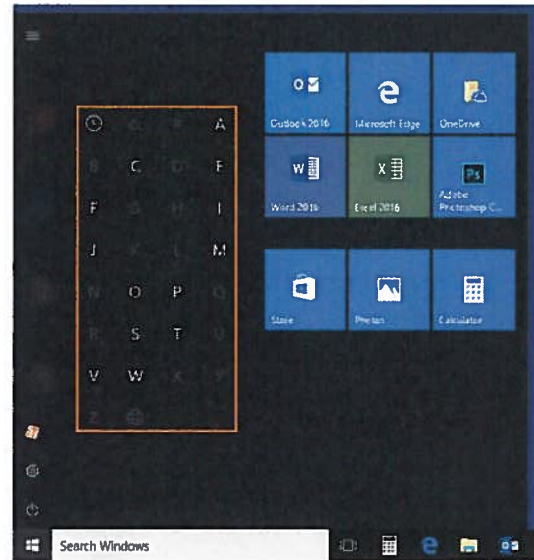 & # A
B C D E
F G H I
J K L M
N O P Q
R S T U
V W X Y
Z
Outlook 2016 Microsoft Edge OneDrive
Word 2016 Excel 2016 Adobe Photoshop C...
Store Photos Calculator
Search Windows